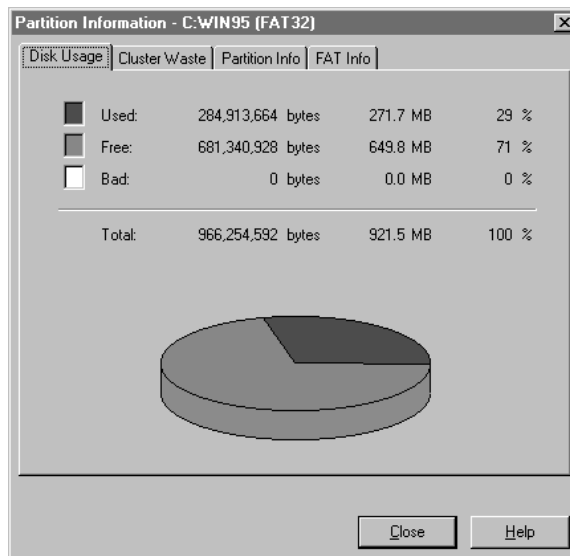 Partition Information - C:WIN95 (FAT32)
Disk Usage Cluster Waste Partition Info FAT Info
Used: 284,913,664 bytes 271.7 MB 29 %
Free: 681,340,928 bytes 649.8 MB 71 %
Bad: 0 bytes 0.0 MB 0 %
Total: 966,254,592 bytes 921.5 MB 100 %
Close Help